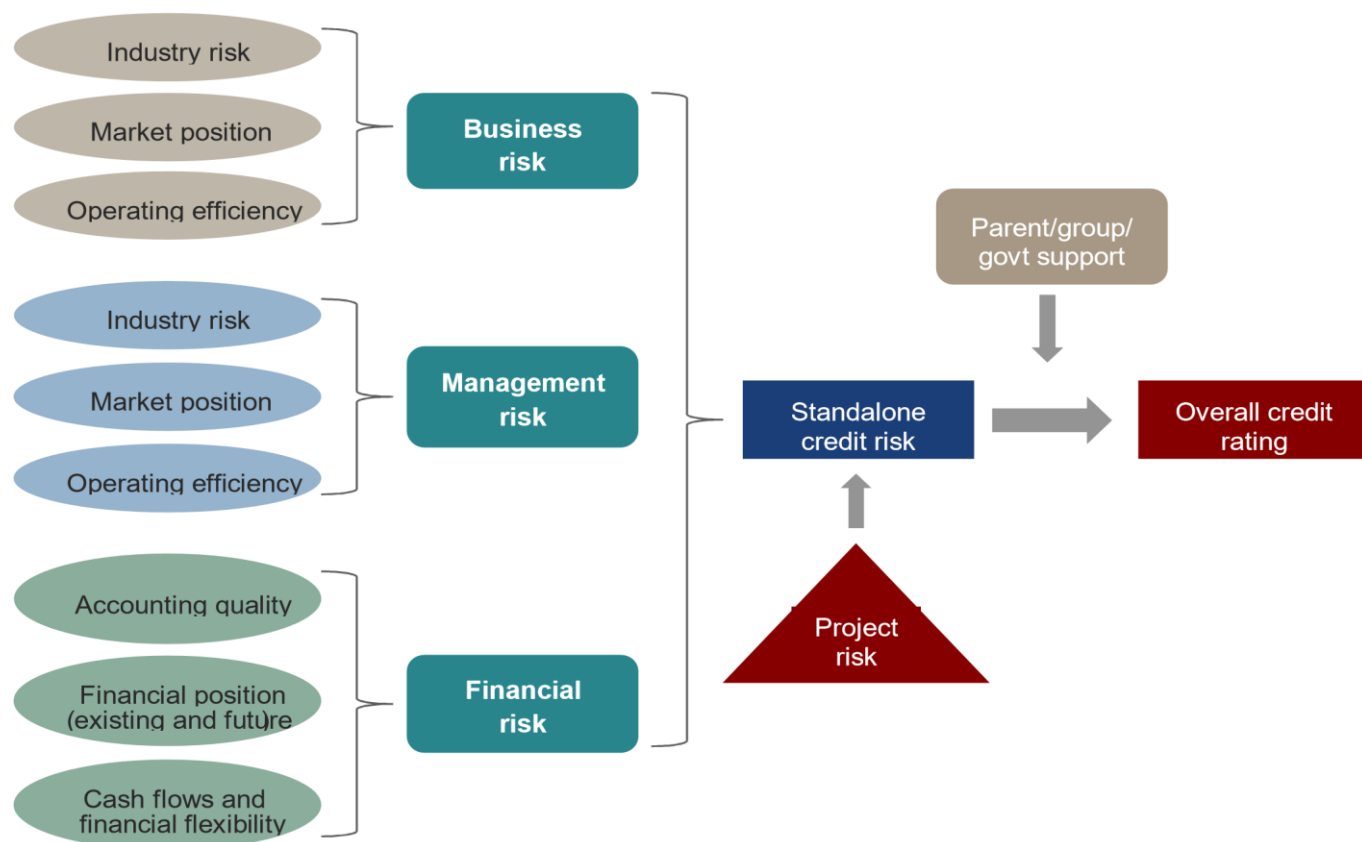 Industry risk
Market position
Operating efficiency
Business
risk
Industry risk
Market position
Operating efficiency
Management
risk
Accounting quality
Financial position
(existing and future)
Cash flows and
financial flexibility
Financial
risk
Parent/group/
govt support
Standalone
credit risk
Overall credit
rating
Project
risk